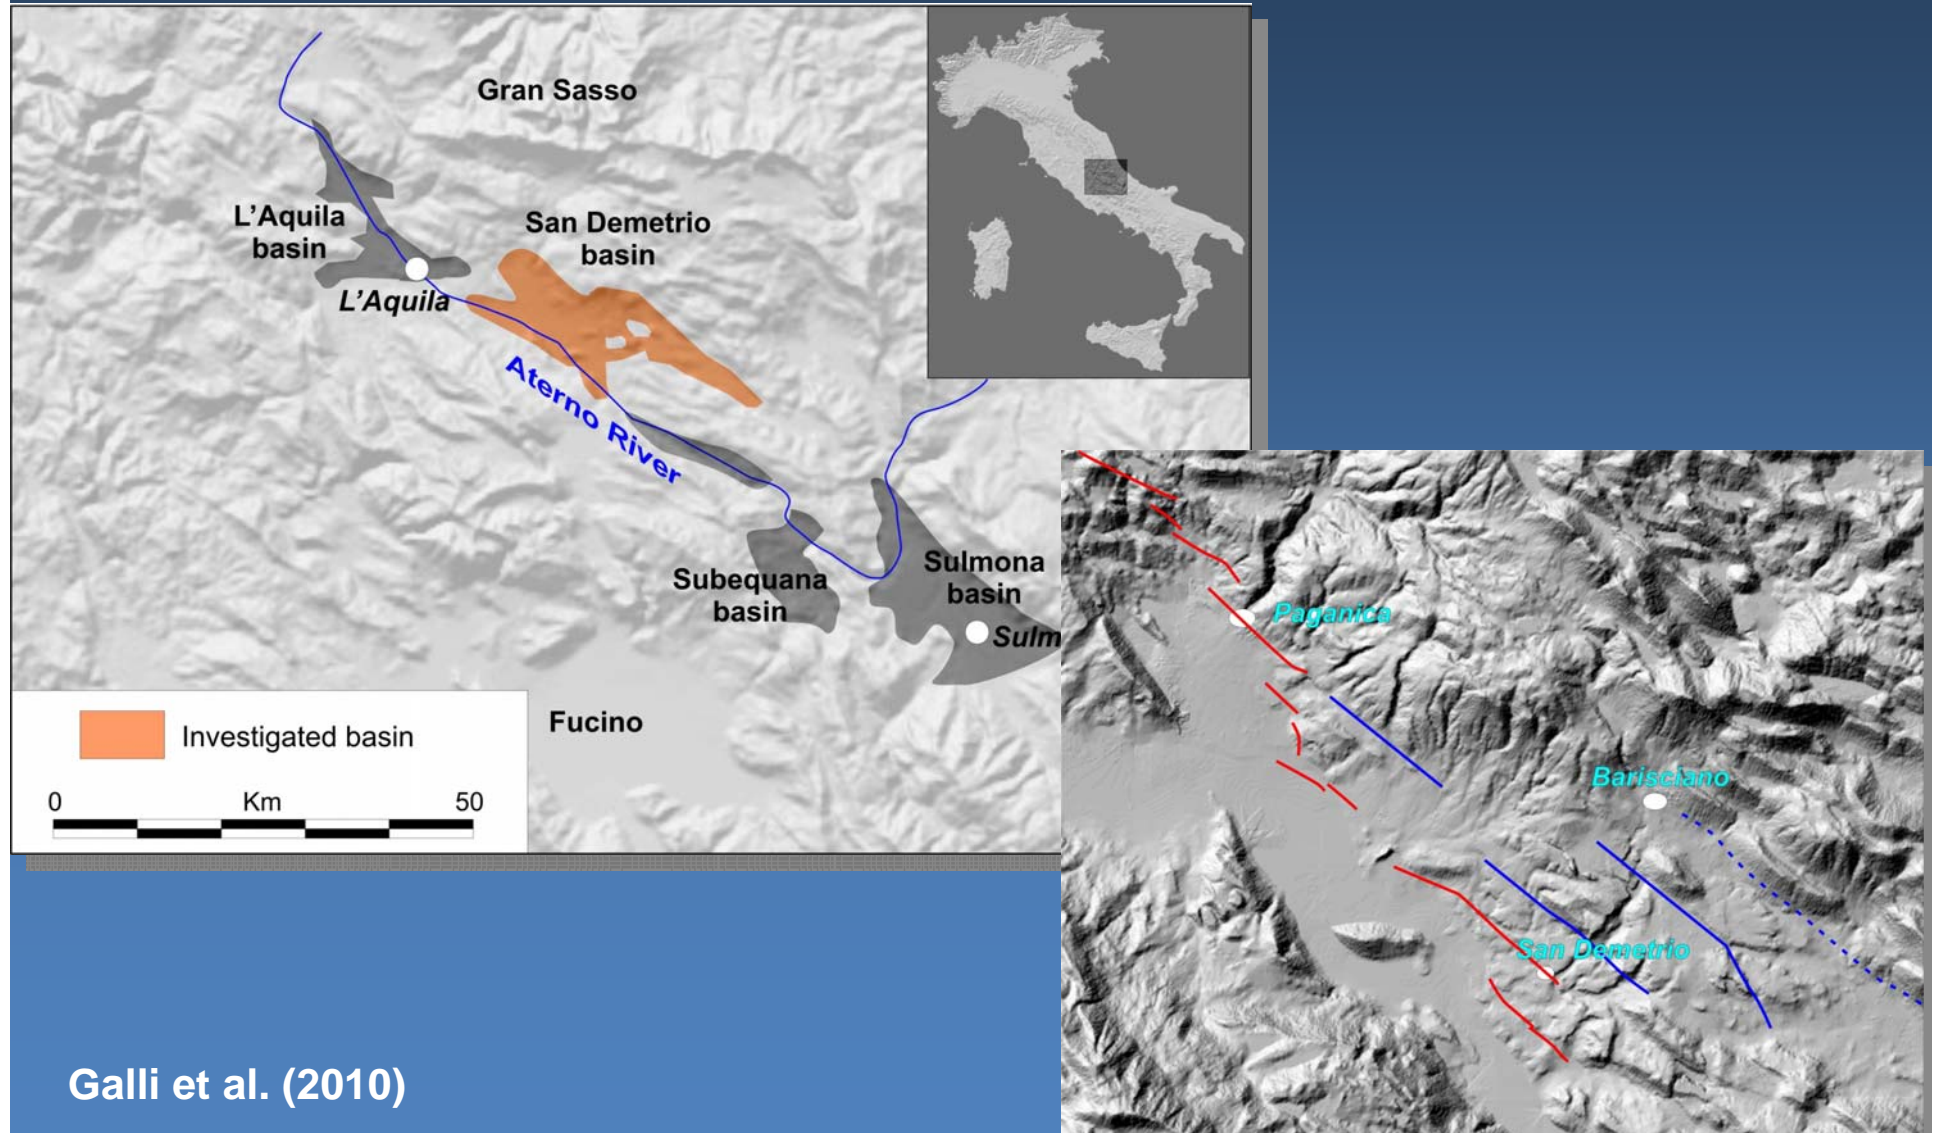 Gran Sasso
L'Aquila
basin
San Demetrio
basin
L'Aquila
Aterno River
Subequana
basin
Sulmona
basin
Sulm
Fucino
Investigated basin
0 Km 50
Paganica
Barisciano
San Demetrio
Galli et al. (2010)